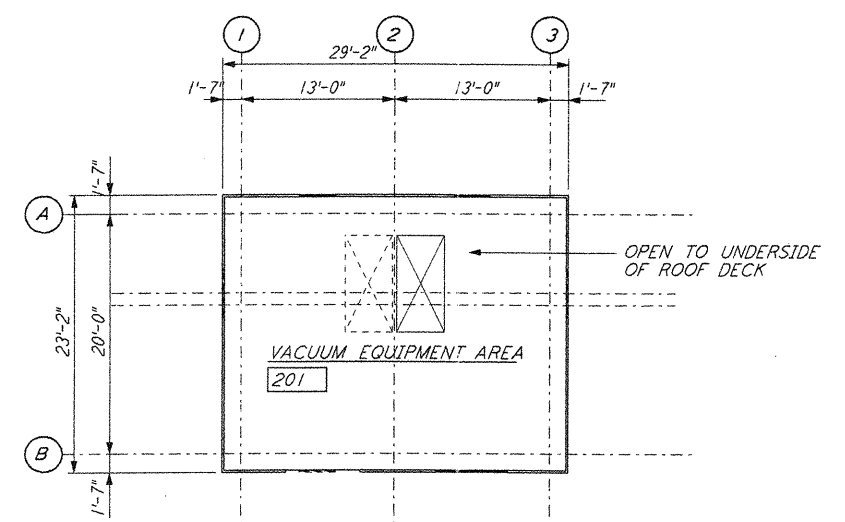 1 2 3
29'-2"
1'-7" 13'-0" 13'-0" 1'-7"
1'-7"
A
OPEN TO UNDERSIDE
OF ROOF DECK
23'-2" 20'-0"
VACUUM EQUIPMENT AREA
201
B
1'-7"